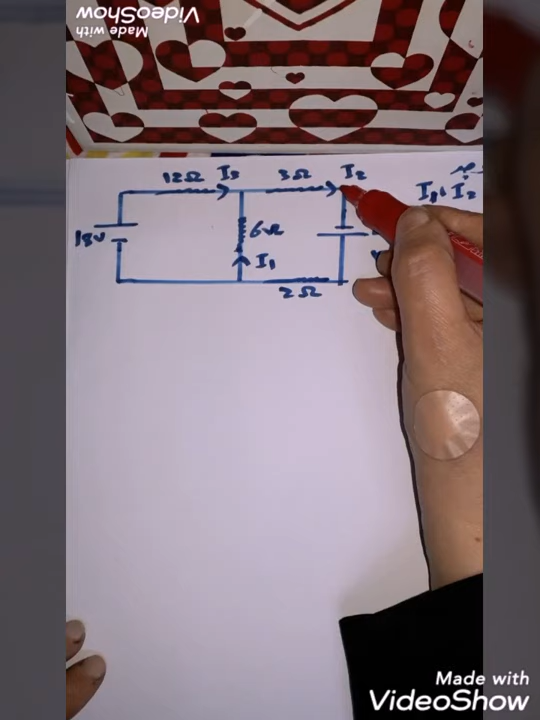 Made with
VideoShow
12Ω I₃ 3Ω I₂
I₁, I₂
18V 6Ω
I₁
2Ω
Made with
VideoShow